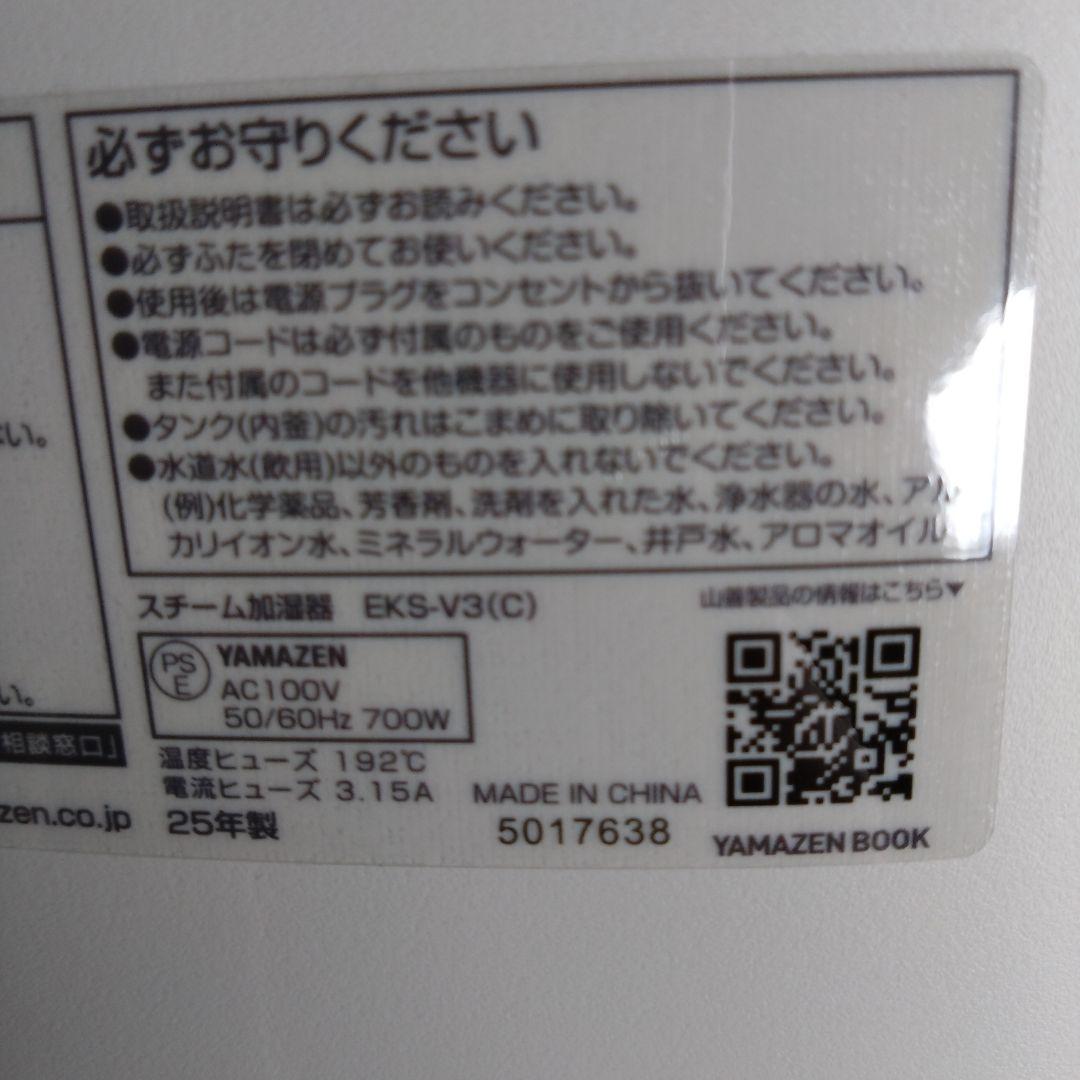 必ずお守りください
●取扱説明書は必ずお読みください。
●必ずふたを閉めてお使いください。
●使用後は電源プラグをコンセントから抜いてください。
●電源コードは必ず付属のものをご使用ください。
また付属のコードを他機器に使用しないでください。
●タンク(内釜)の汚れはこまめに取り除いてください。
●水道水(飲用)以外のものを入れないでください。
(例)化学薬品、芳香剤、洗剤を入れた水、浄水器の水、アル
カリイオン水、ミネラルウォーター、井戸水、アロマオイル
い。
い。
相談窓口」
zen.co.jp
スチーム加湿器 EKS-V3(C)
PS
E
YAMAZEN
AC100V
50/60Hz 700W
温度ヒューズ 192℃
電流ヒューズ 3.15A
25年製
MADE IN CHINA
5017638
山善製品の情報はこちら▼
YAMAZEN BOOK